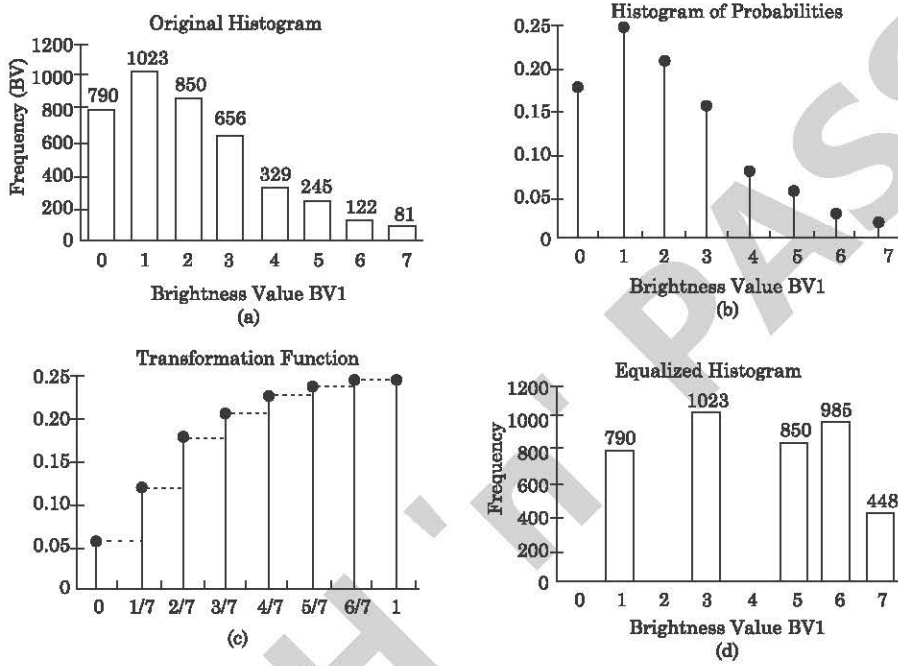 Original Histogram
1200
1000
800
600
400
200
0
Frequency (BV)
790
1023
850
656
329
245
122
81
0 1 2 3 4 5 6 7
Brightness Value BV1
(a)
Histogram of Probabilities
0.25
0.20
0.15
0.10
0.05
0
0 1 2 3 4 5 6 7
Brightness Value BV1
(b)
Transformation Function
0.25
0.20
0.15
0.10
0.05
0
0 1/7 2/7 3/7 4/7 5/7 6/7 1
(c)
Equalized Histogram
1200
1000
800
600
400
200
0
Frequency
790
1023
850
985
448
0 1 2 3 4 5 6 7
Brightness Value BV1
(d)
H 'n' PASS